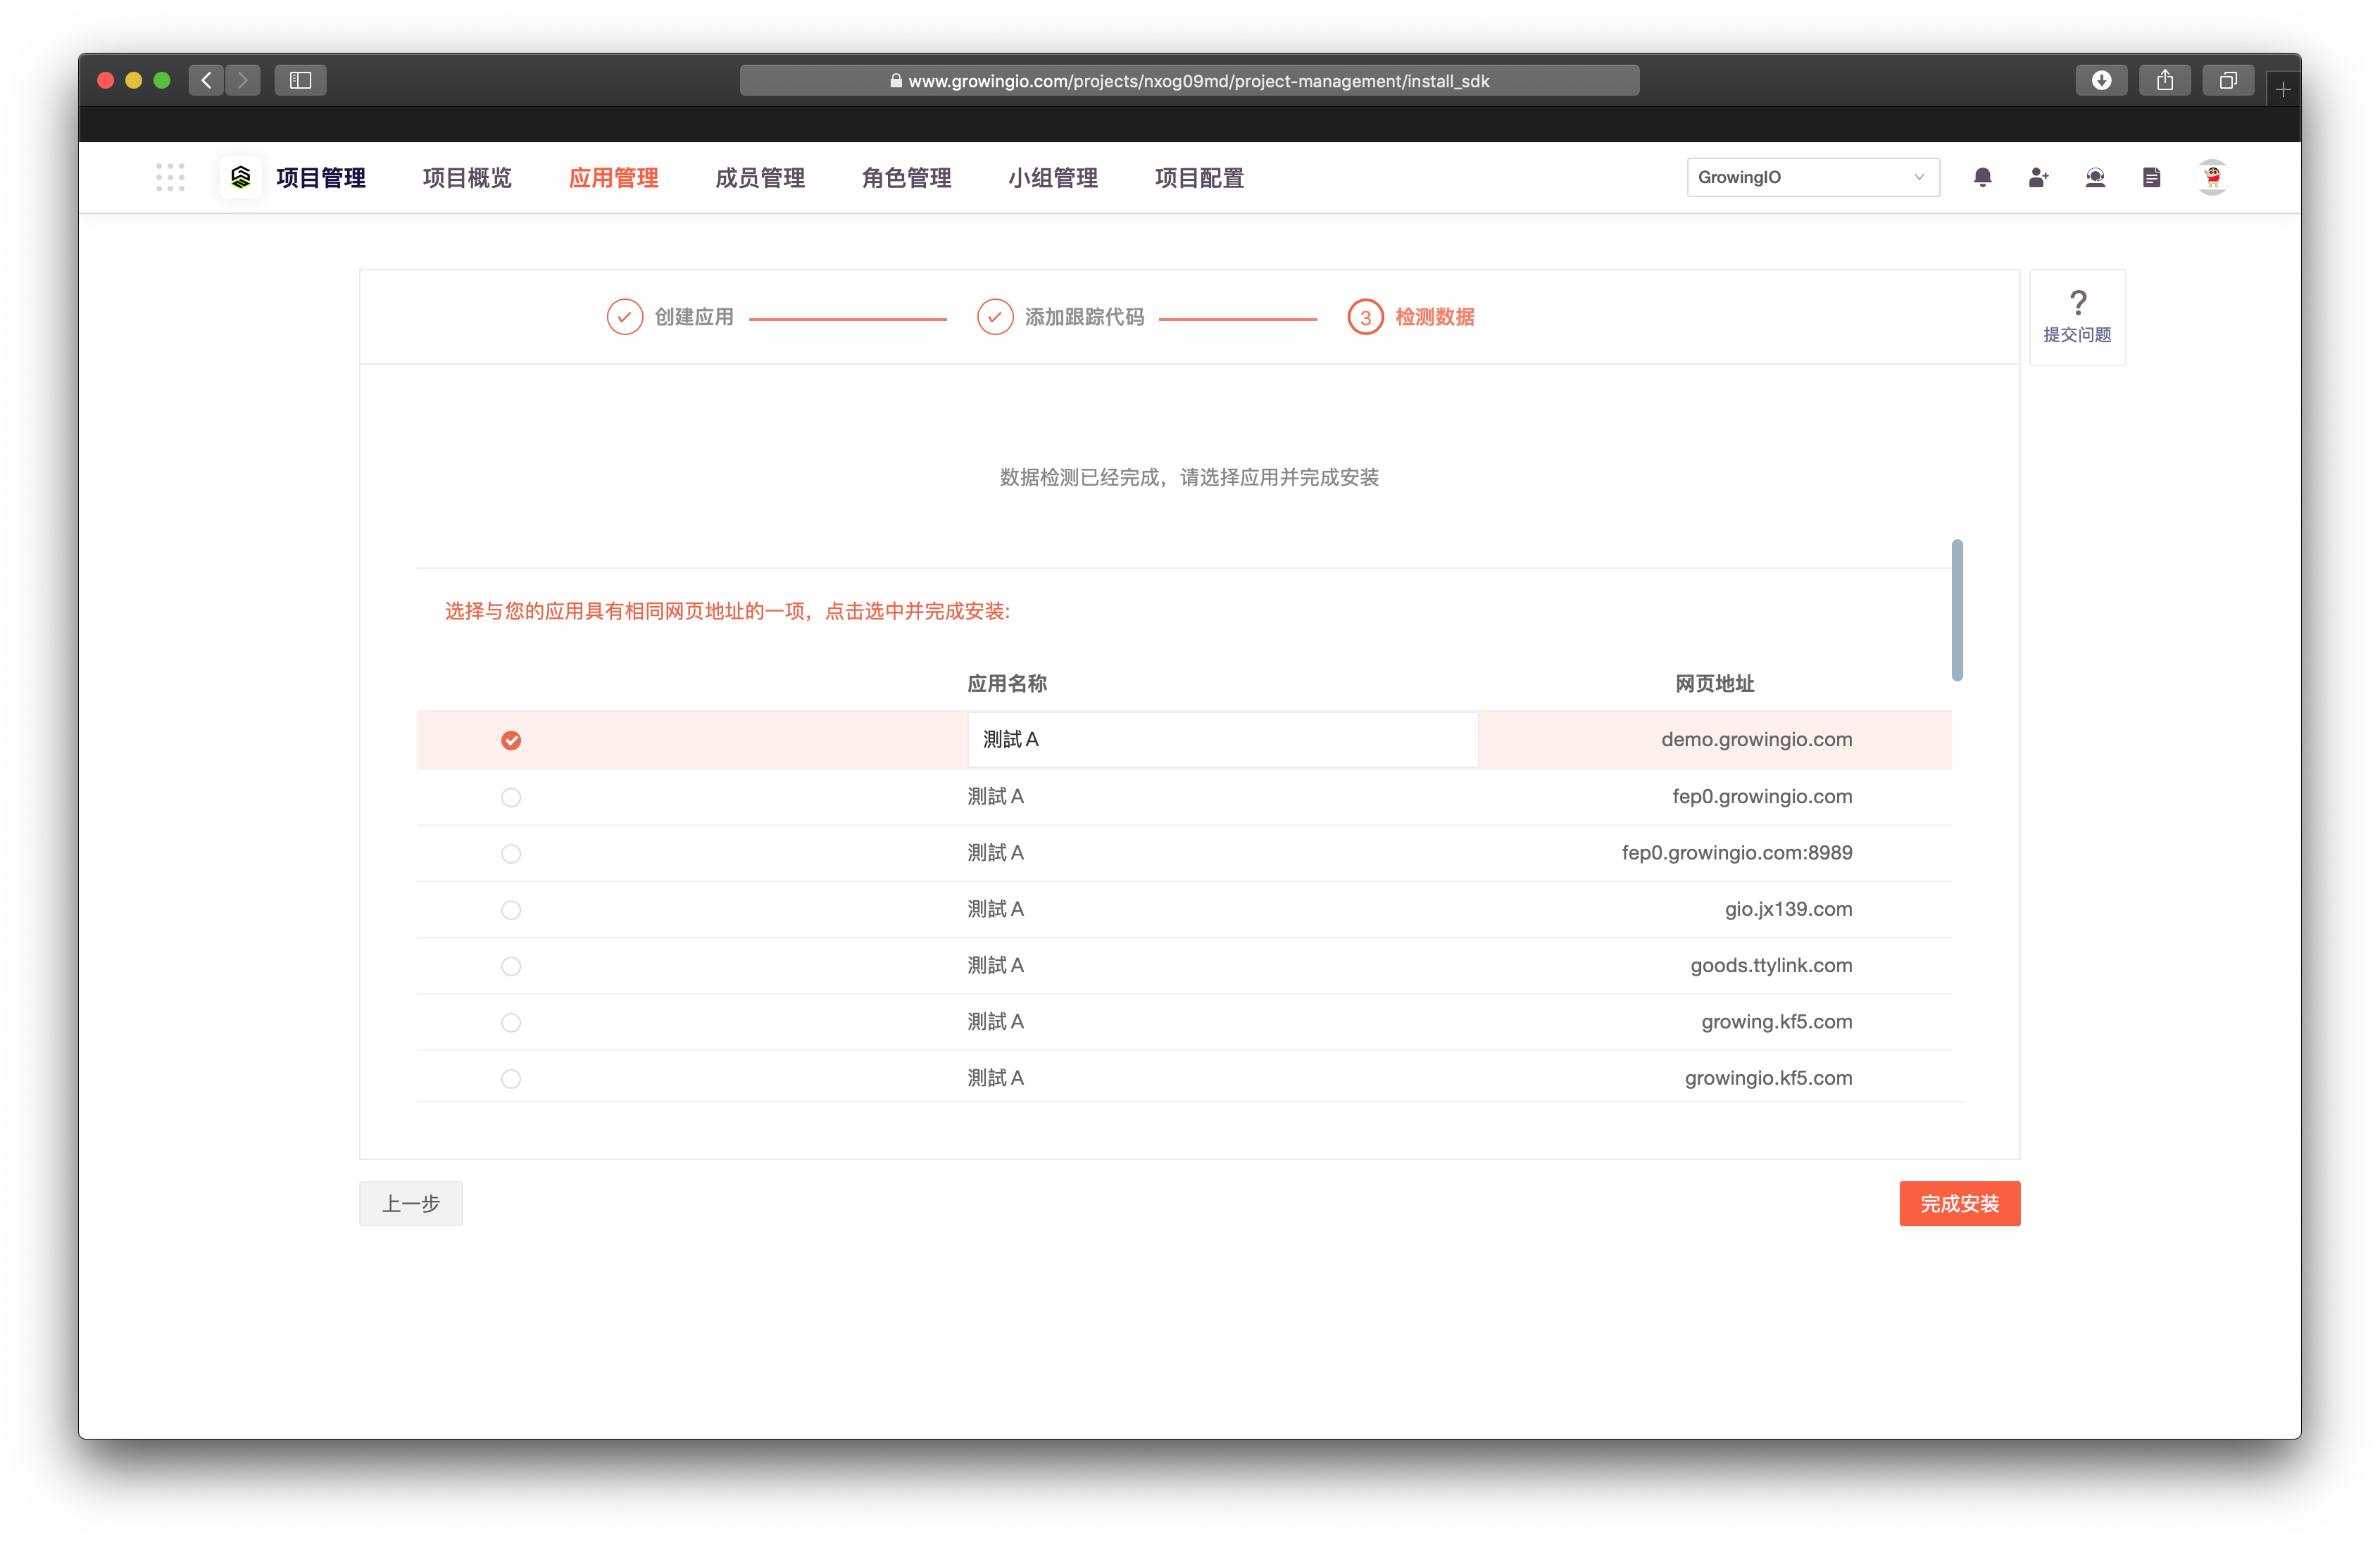 www.growingio.com/projects/nxog09md/project-management/install_sdk
项目管理 项目概览 应用管理 成员管理 角色管理 小组管理 项目配置 GrowingIO
创建应用 添加跟踪代码 3 检测数据
?
提交问题
数据检测已经完成，请选择应用并完成安装
选择与您的应用具有相同网页地址的一项，点击选中并完成安装:
应用名称 网页地址
測試 A demo.growingio.com
測試 A fep0.growingio.com
測試 A fep0.growingio.com:8989
測試 A gio.jx139.com
測試 A goods.ttylink.com
測試 A growing.kf5.com
測試 A growingio.kf5.com
上一步 完成安装